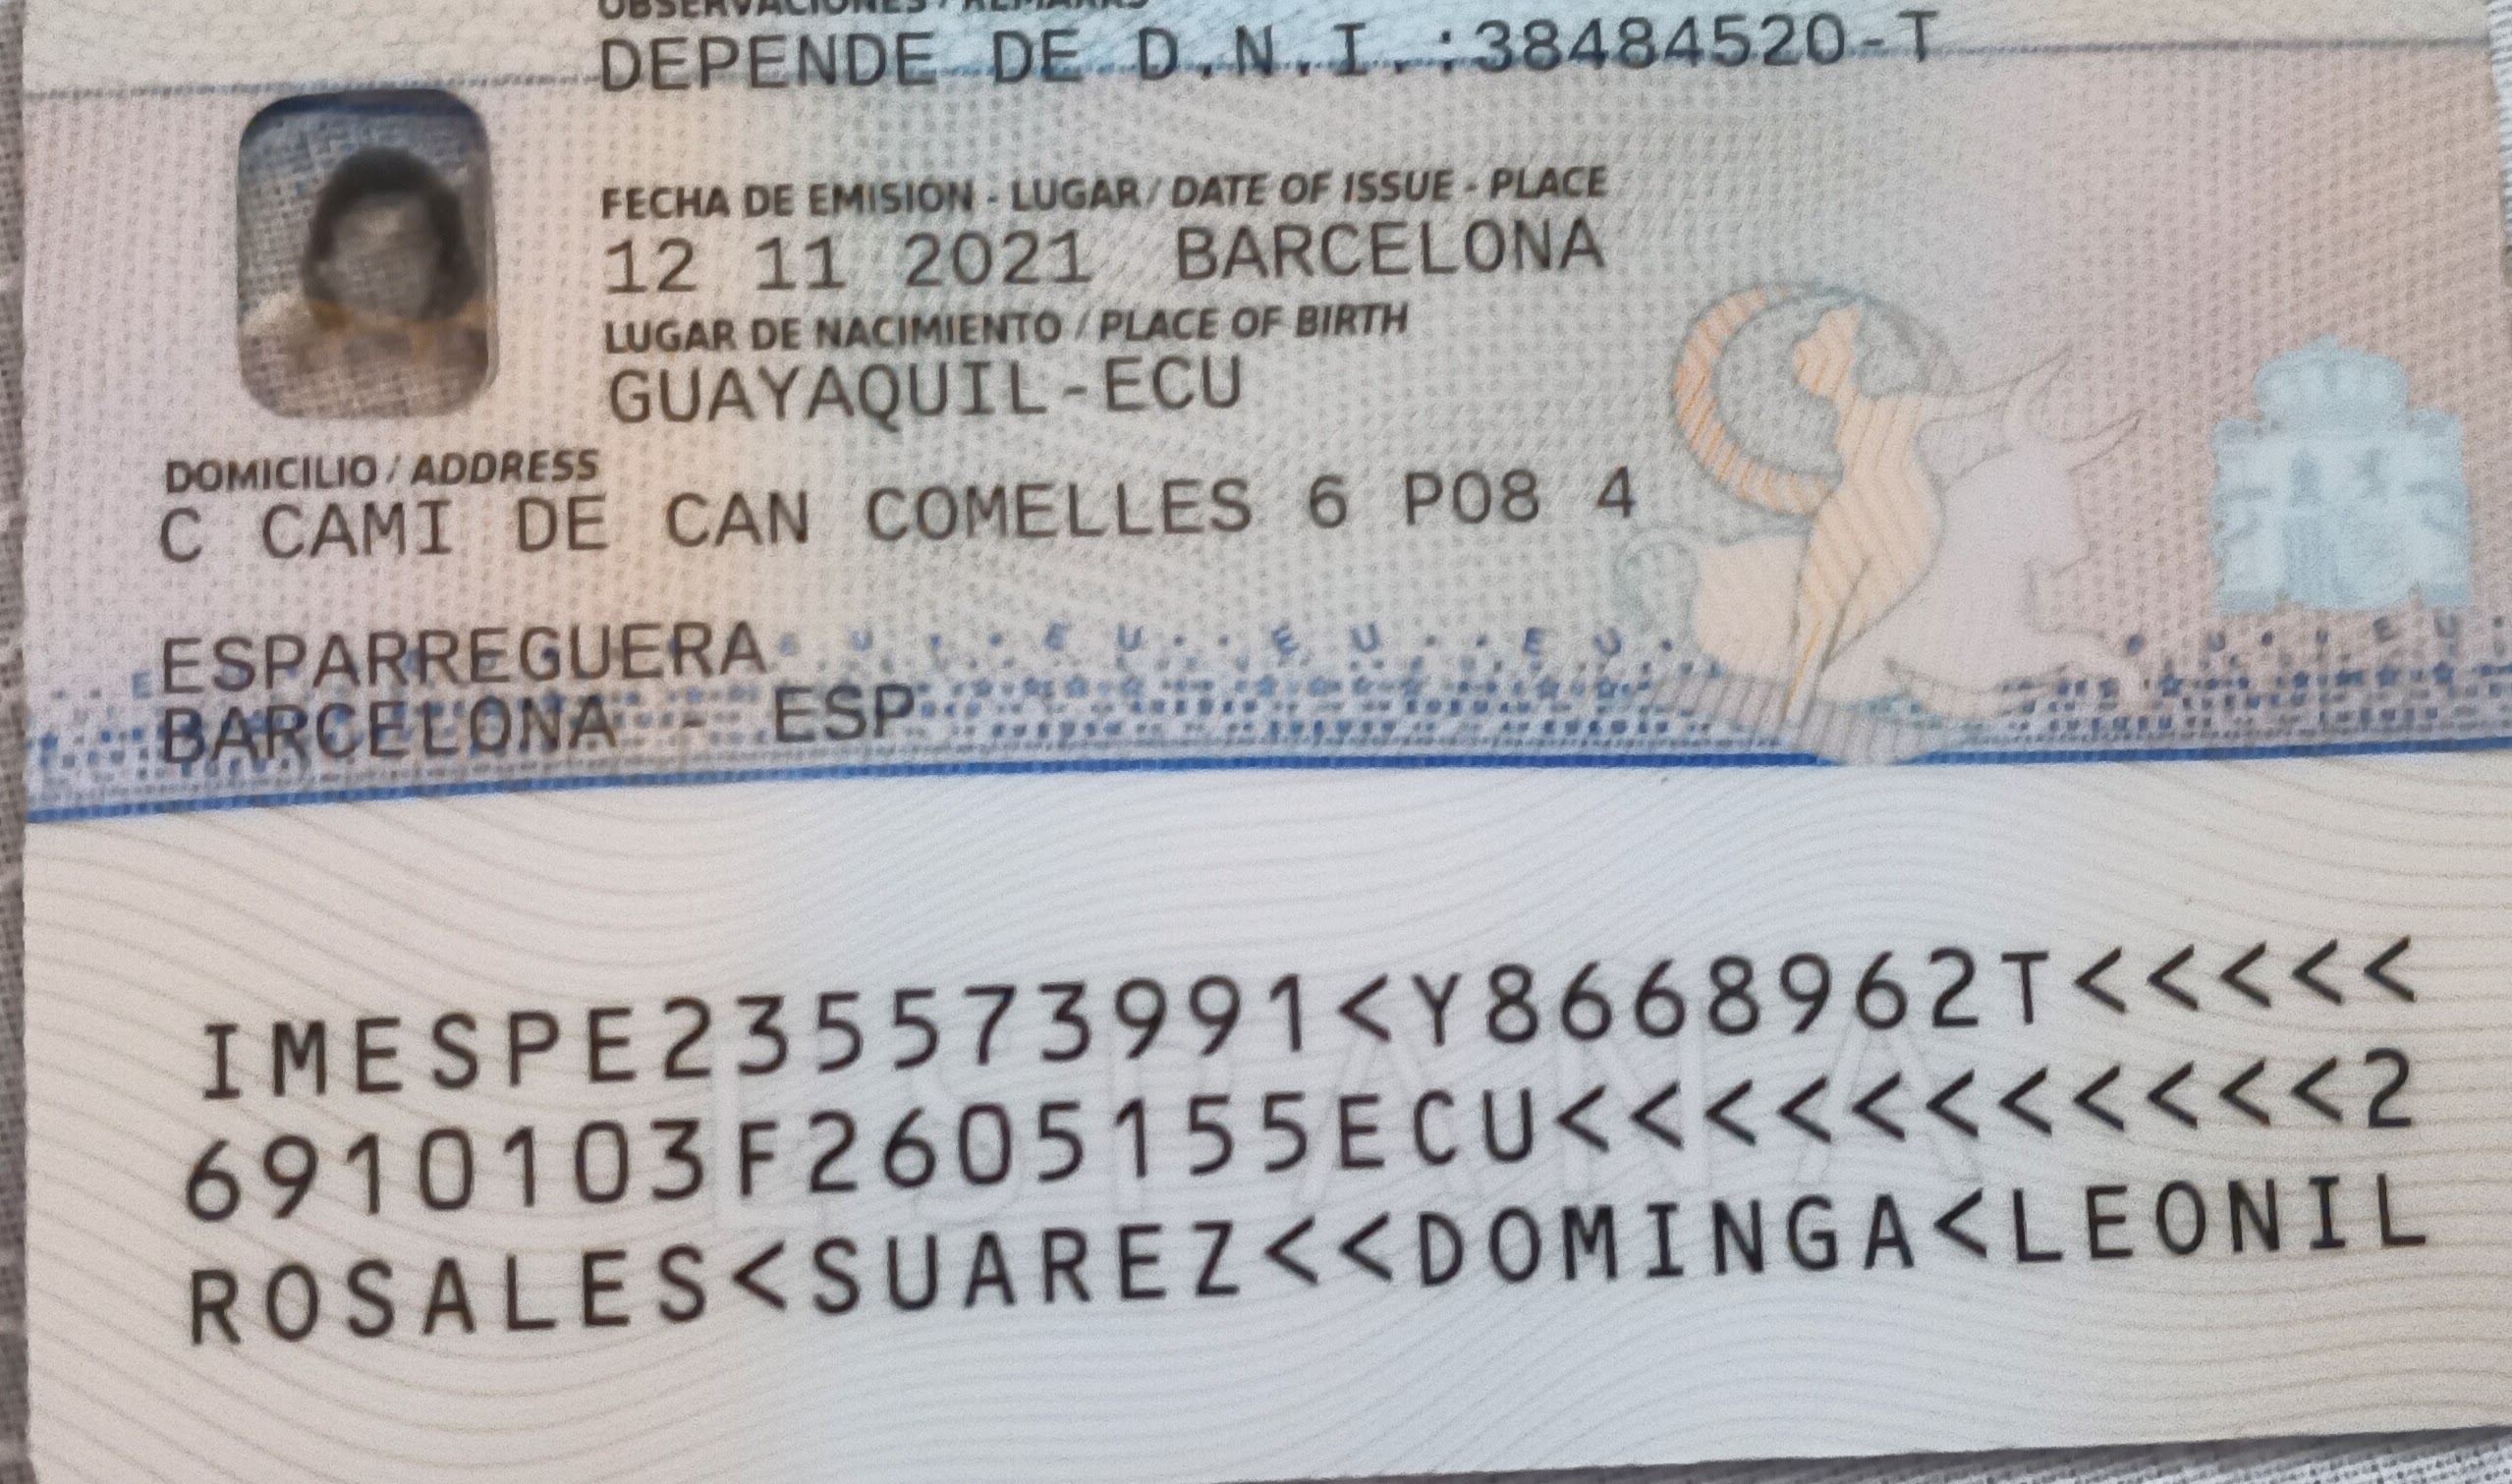 OBSERVACIONES / REMARKS
DEPENDE DE D.N.I.:38484520-T
FECHA DE EMISION - LUGAR / DATE OF ISSUE - PLACE
12 11 2021 BARCELONA
LUGAR DE NACIMIENTO / PLACE OF BIRTH
GUAYAQUIL-ECU
DOMICILIO / ADDRESS
C CAMI DE CAN COMELLES 6 P08 4
ESPARREGUERA
BARCELONA - ESP
IMESPE235573991<Y8668962T<<<<<
6910103F2605155ECU<<<<<<<<<<<2
ROSALES<SUAREZ<<DOMINGA<LEONIL